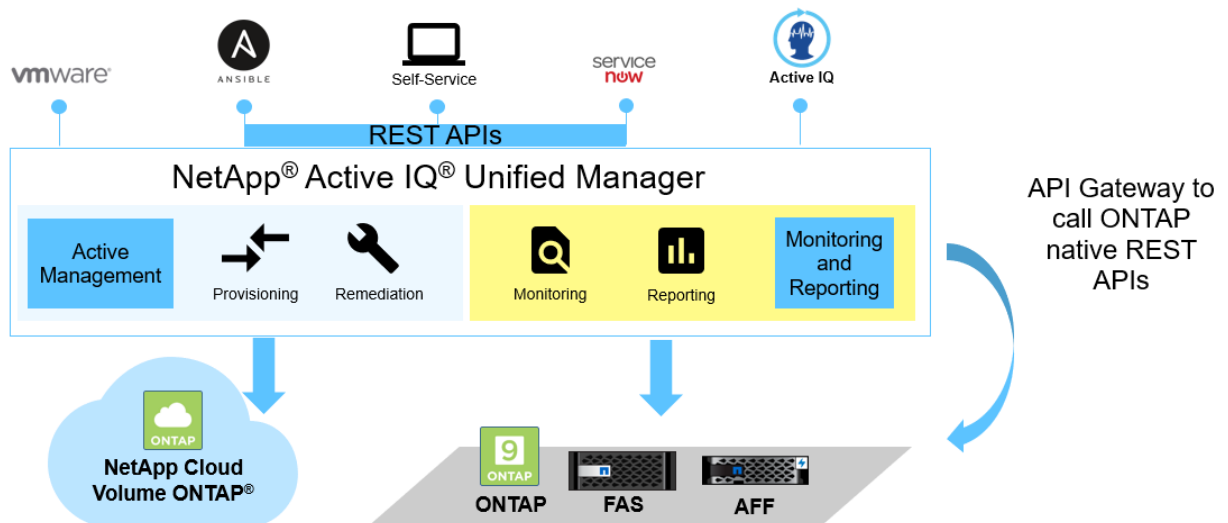 vmware®
ANSIBLE
Self-Service
service
now
Active IQ
REST APIs
NetApp® Active IQ® Unified Manager
Active
Management
Provisioning
Remediation
Monitoring
Reporting
Monitoring
and
Reporting
API Gateway to
call ONTAP
native REST
APIs
ONTAP
NetApp Cloud
Volume ONTAP®
9
ONTAP
ONTAP
FAS
AFF